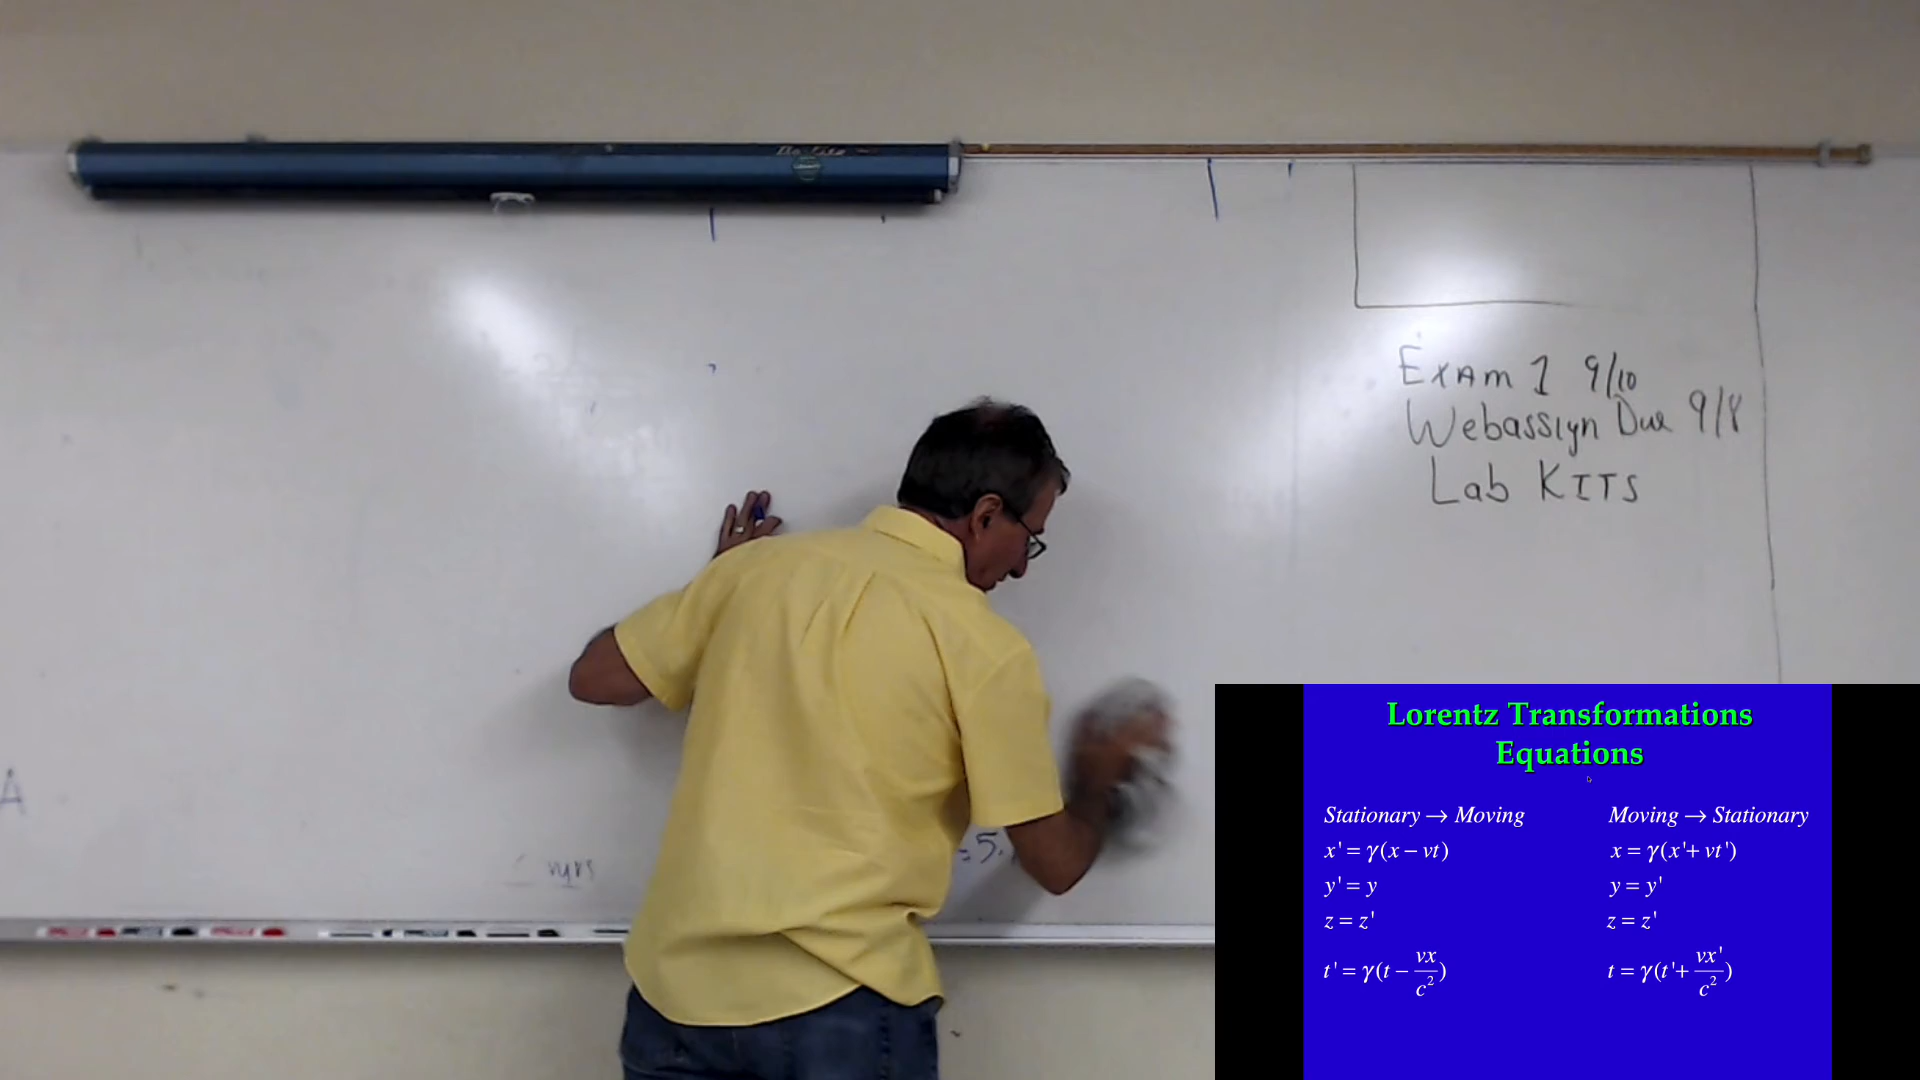 Exam 1 9/10
Webassign Due 9/8
Lab KITS
= 5.
Lorentz Transformations
Equations
Stationary → Moving
x' = γ(x − vt)
y' = y
z = z'
t' = γ(t − vx/c²)
Moving → Stationary
x = γ(x'+ vt')
y = y'
z = z'
t = γ(t'+ vx'/c²)